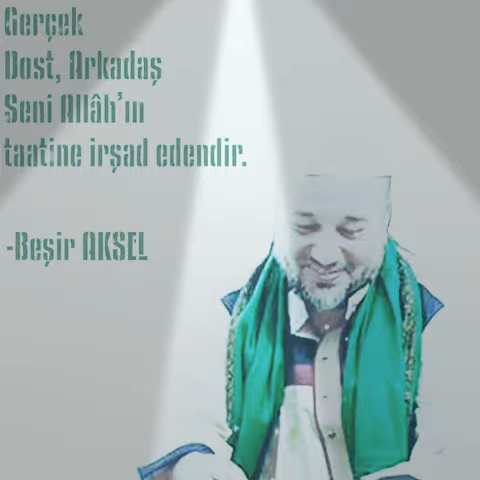 Gerçek
Dost, Arkadaş
Seni Allâh'ın
taatine irşad edendir.
-Beşir AKSEL